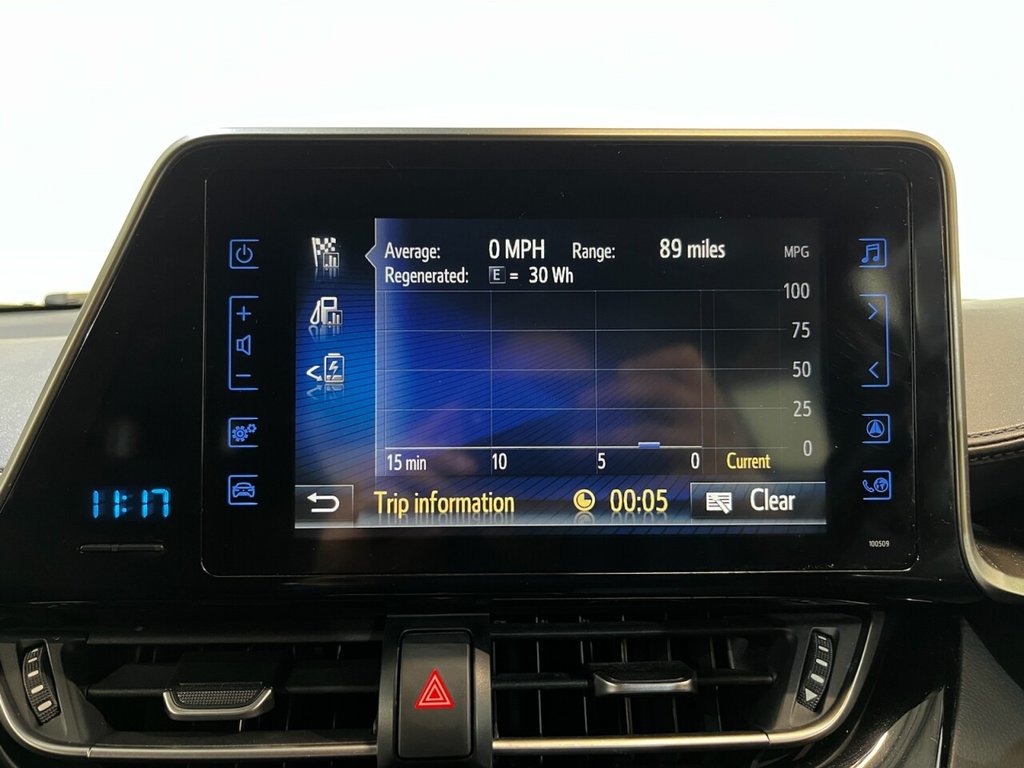 Average: 0 MPH Range: 89 miles MPG
Regenerated: E = 30 Wh
100
75
50
25
0
15 min 10 5 0 Current
Trip information 00:05 Clear
11:17
100509